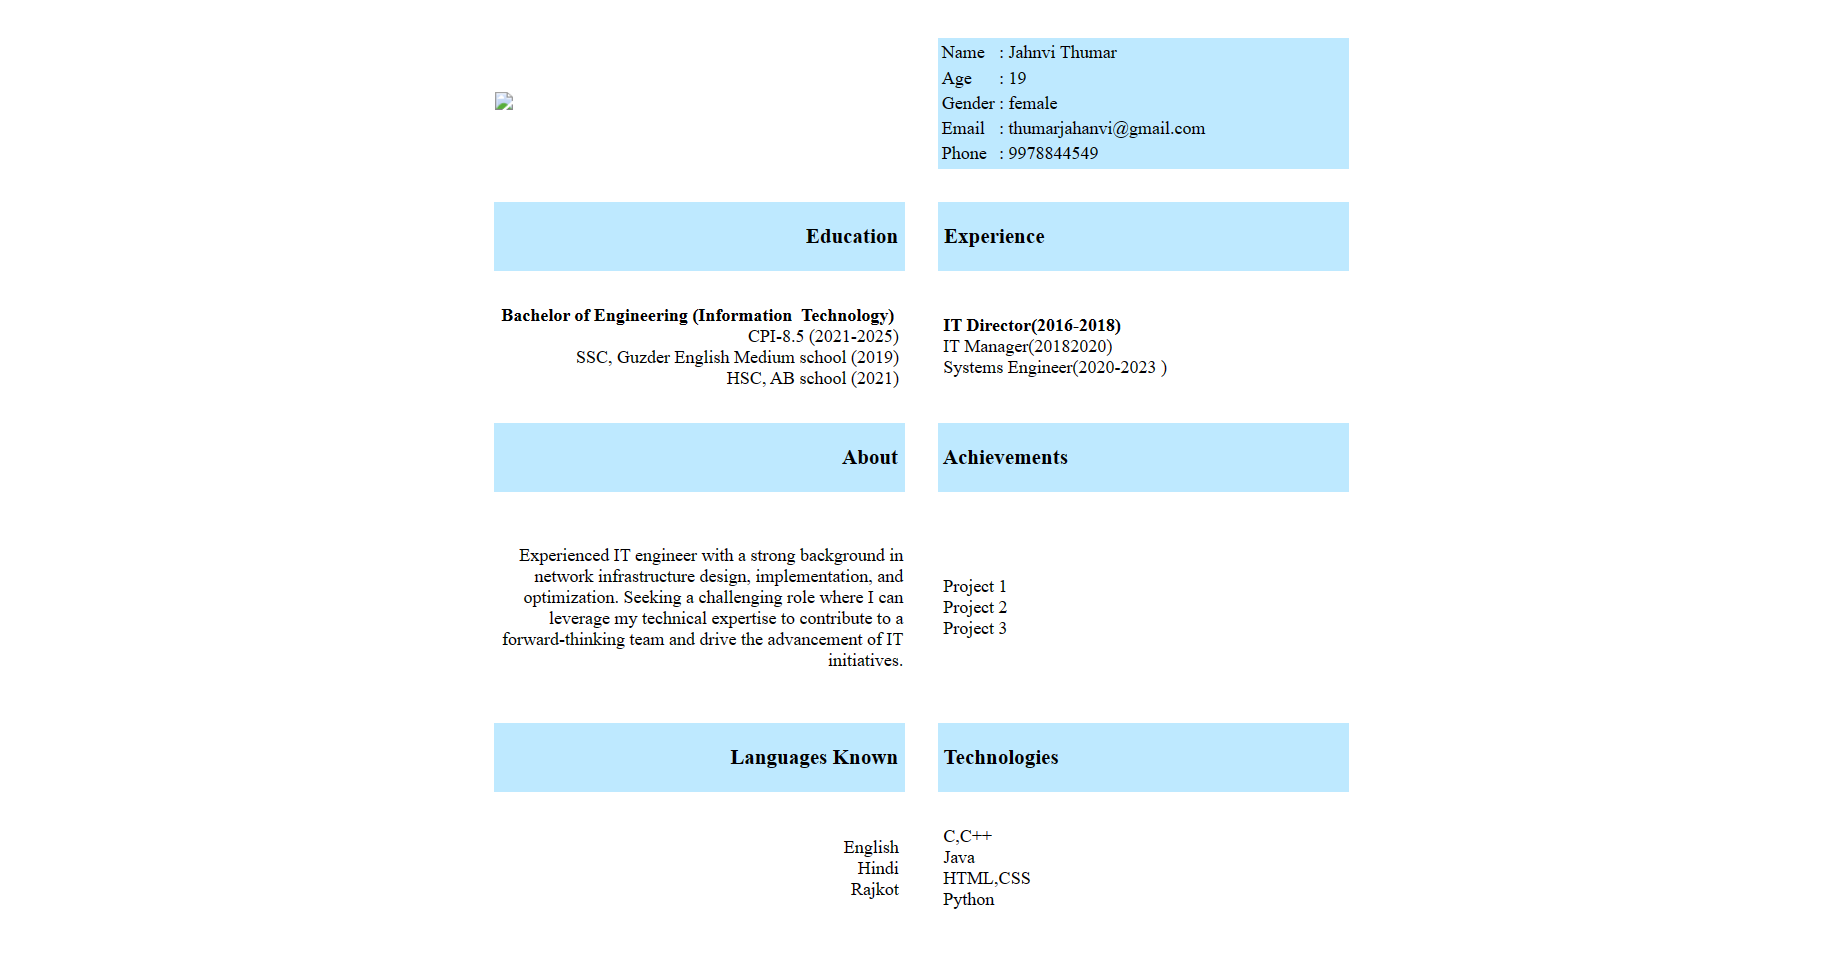 Name : Jahnvi Thumar
Age : 19
Gender : female
Email : thumarjahanvi@gmail.com
Phone : 9978844549
Education
Experience
Bachelor of Engineering (Information  Technology)
CPI-8.5 (2021-2025)
SSC, Guzder English Medium school (2019)
HSC, AB school (2021)
IT Director(2016-2018)
IT Manager(20182020)
Systems Engineer(2020-2023 )
About
Achievements
Experienced IT engineer with a strong background in
network infrastructure design, implementation, and
optimization. Seeking a challenging role where I can
leverage my technical expertise to contribute to a
forward-thinking team and drive the advancement of IT
initiatives.
Project 1
Project 2
Project 3
Languages Known
Technologies
English
Hindi
Rajkot
C,C++
Java
HTML,CSS
Python